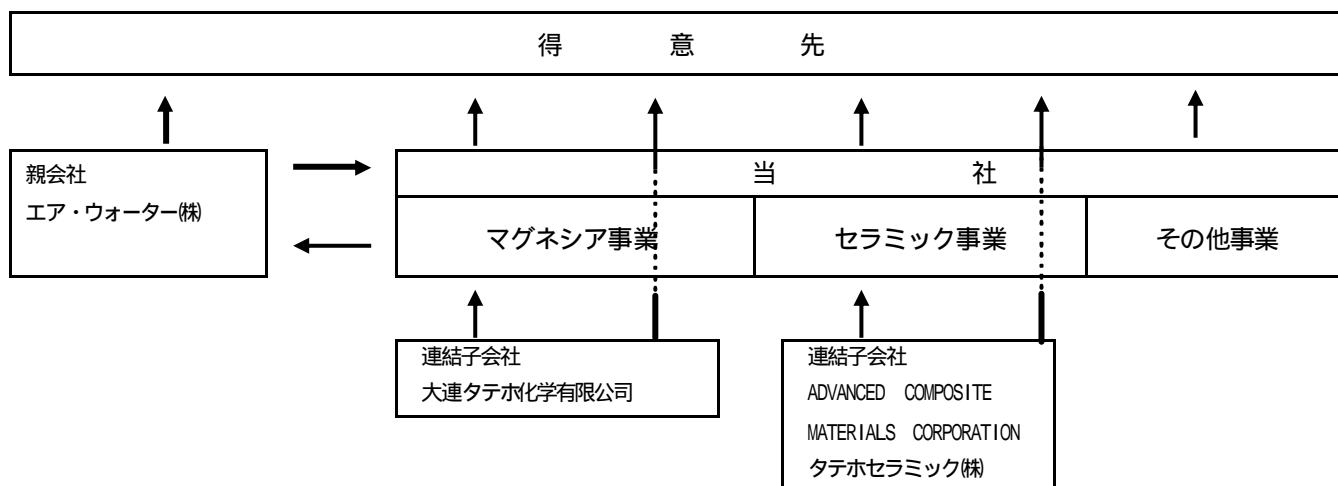 得 意 先
親会社
エア・ウォーター㈱
当 社
マグネシア事業
セラミック事業
その他事業
連結子会社
大連タテホ化学有限公司
連結子会社
ADVANCED COMPOSITE
MATERIALS CORPORATION
タテホセラミック㈱